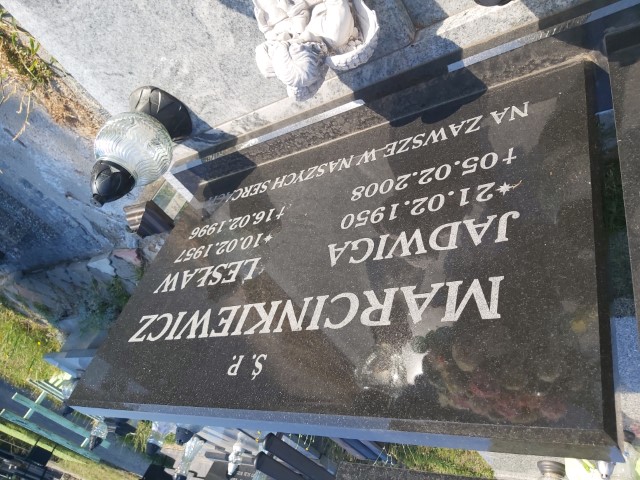 Ś. P.
MARCINKIEWICZ
JADWIGA
*21.02.1950
†05.02.2008
LESŁAW
*10.02.1957
†16.02.1996
NA ZAWSZE W NASZYCH SERCACH